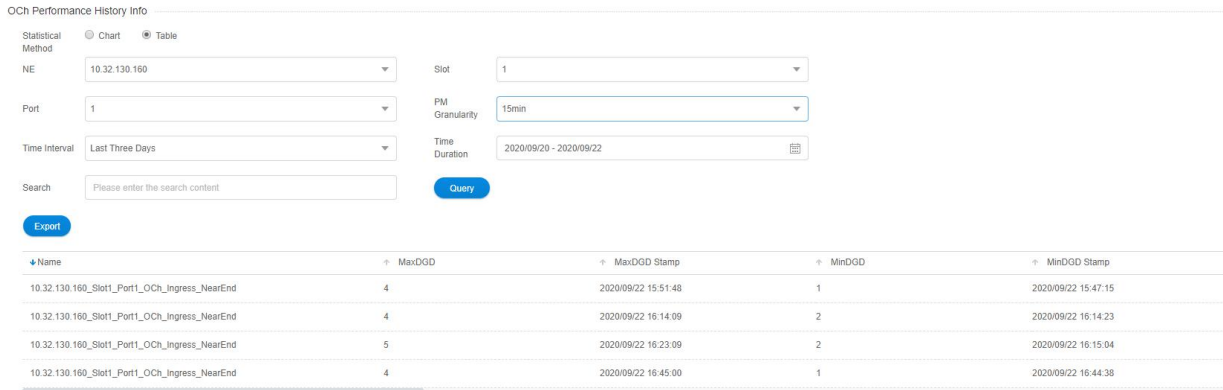 OCh Performance History Info
Statistical Method Chart Table
NE 10.32.130.160 Slot 1
Port 1 PM Granularity 15min
Time Interval Last Three Days Time Duration 2020/09/20 - 2020/09/22
Search Please enter the search content Query
Export
Name MaxDGD MaxDGD Stamp MinDGD MinDGD Stamp
10.32.130.160_Slot1_Port1_OCh_Ingress_NearEnd 4 2020/09/22 15:51:48 1 2020/09/22 15:47:15
10.32.130.160_Slot1_Port1_OCh_Ingress_NearEnd 4 2020/09/22 16:14:09 2 2020/09/22 16:14:23
10.32.130.160_Slot1_Port1_OCh_Ingress_NearEnd 5 2020/09/22 16:23:09 2 2020/09/22 16:15:04
10.32.130.160_Slot1_Port1_OCh_Ingress_NearEnd 4 2020/09/22 16:45:00 1 2020/09/22 16:44:38